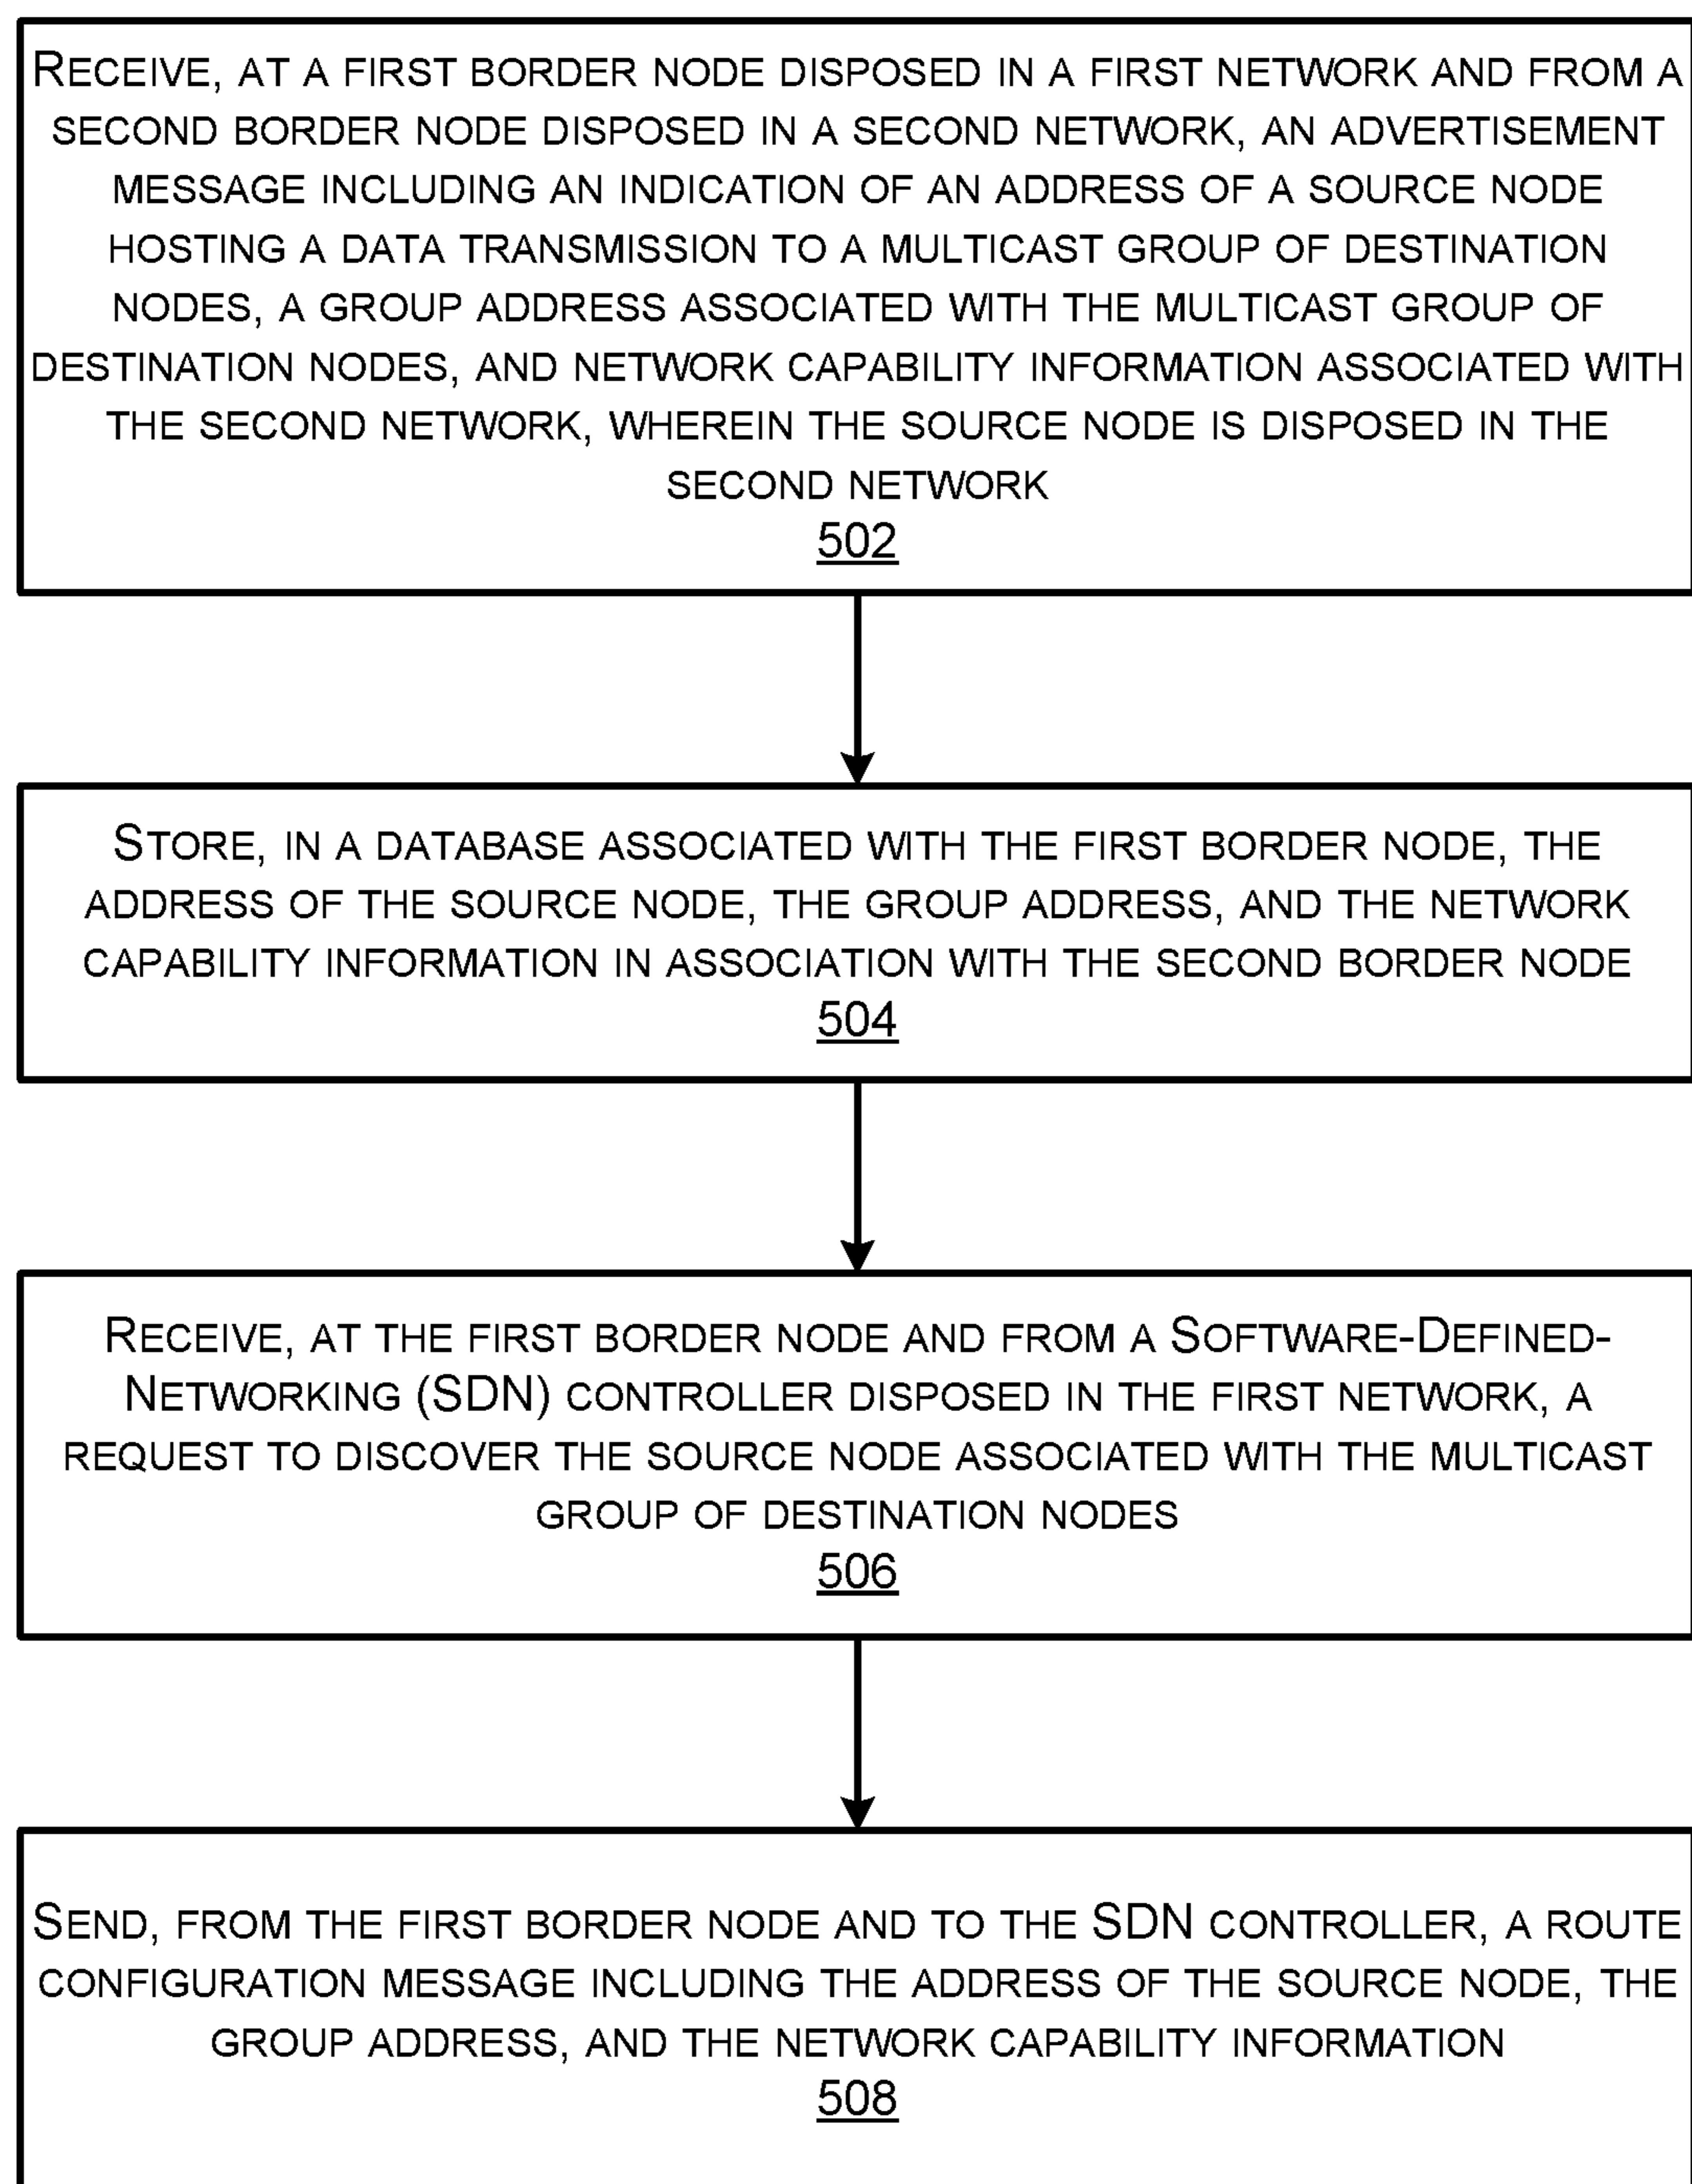 RECEIVE, AT A FIRST BORDER NODE DISPOSED IN A FIRST NETWORK AND FROM A
SECOND BORDER NODE DISPOSED IN A SECOND NETWORK, AN ADVERTISEMENT
MESSAGE INCLUDING AN INDICATION OF AN ADDRESS OF A SOURCE NODE
HOSTING A DATA TRANSMISSION TO A MULTICAST GROUP OF DESTINATION
NODES, A GROUP ADDRESS ASSOCIATED WITH THE MULTICAST GROUP OF
DESTINATION NODES, AND NETWORK CAPABILITY INFORMATION ASSOCIATED WITH
THE SECOND NETWORK, WHEREIN THE SOURCE NODE IS DISPOSED IN THE
SECOND NETWORK
502
STORE, IN A DATABASE ASSOCIATED WITH THE FIRST BORDER NODE, THE
ADDRESS OF THE SOURCE NODE, THE GROUP ADDRESS, AND THE NETWORK
CAPABILITY INFORMATION IN ASSOCIATION WITH THE SECOND BORDER NODE
504
RECEIVE, AT THE FIRST BORDER NODE AND FROM A SOFTWARE-DEFINED-
NETWORKING (SDN) CONTROLLER DISPOSED IN THE FIRST NETWORK, A
REQUEST TO DISCOVER THE SOURCE NODE ASSOCIATED WITH THE MULTICAST
GROUP OF DESTINATION NODES
506
SEND, FROM THE FIRST BORDER NODE AND TO THE SDN CONTROLLER, A ROUTE
CONFIGURATION MESSAGE INCLUDING THE ADDRESS OF THE SOURCE NODE, THE
GROUP ADDRESS, AND THE NETWORK CAPABILITY INFORMATION
508